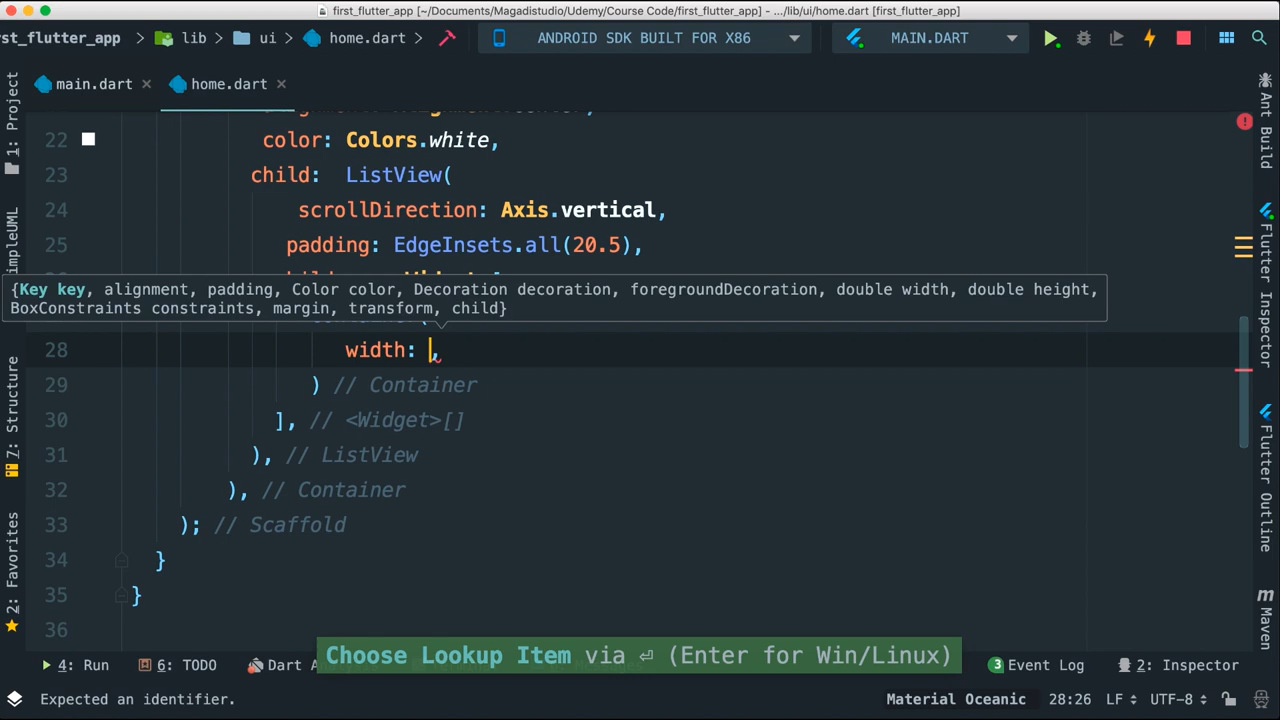 first_flutter_app [~/Documents/Magadistudio/Udemy/Course Code/first_flutter_app] - .../lib/ui/home.dart [first_flutter_app]
rst_flutter_app
lib
ui
home.dart
ANDROID SDK BUILT FOR X86
MAIN.DART
main.dart
home.dart
1: Project
simpleUML
7: Structure
2: Favorites
22 color: Colors.white,
23 child: ListView(
24 scrollDirection: Axis.vertical,
25 padding: EdgeInsets.all(20.5),
{Key key, alignment, padding, Color color, Decoration decoration, foregroundDecoration, double width, double height,
BoxConstraints constraints, margin, transform, child}
28 width: ,
29 ) // Container
30 ], // <Widget>[]
31 ), // ListView
32 ), // Container
33 ); // Scaffold
34 }
35 }
36
Ant Build
Flutter Inspector
Flutter Outline
m
Maven
Choose Lookup Item via ⏎ (Enter for Win/Linux)
4: Run
6: TODO
Dart
3 Event Log
2: Inspector
Expected an identifier.
Material Oceanic
28:26
LF
UTF-8